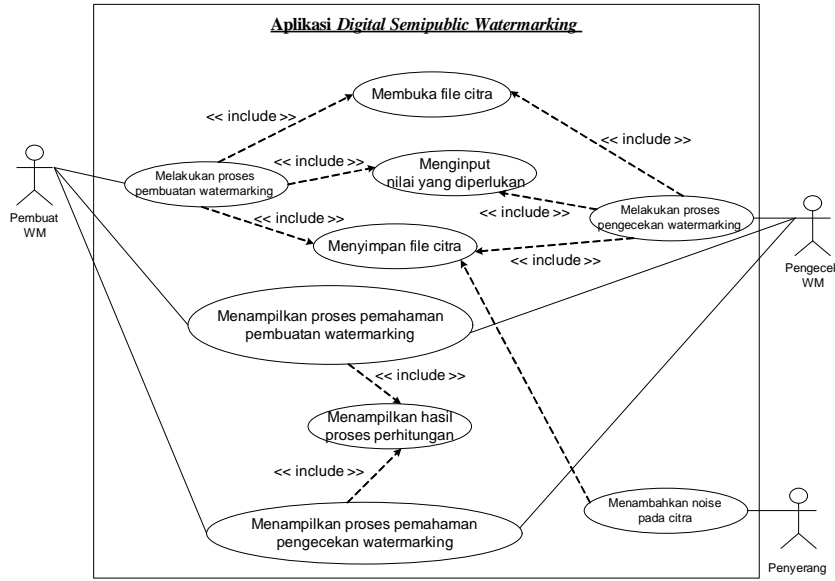 Aplikasi Digital Semipublic Watermarking
Membuka file citra
<< include >>
<< include >>
<< include >>
Menginput
nilai yang diperlukan
Melakukan proses
pembuatan watermarking
Pembuat
WM
<< include >>
<< include >>
Melakukan proses
pengecekan watermarking
Menyimpan file citra
<< include >>
Pengecel
WM
Menampilkan proses pemahaman
pembuatan watermarking
<< include >>
Menampilkan hasil
proses perhitungan
<< include >>
Menampilkan proses pemahaman
pengecekan watermarking
Menambahkan noise
pada citra
Penyerang